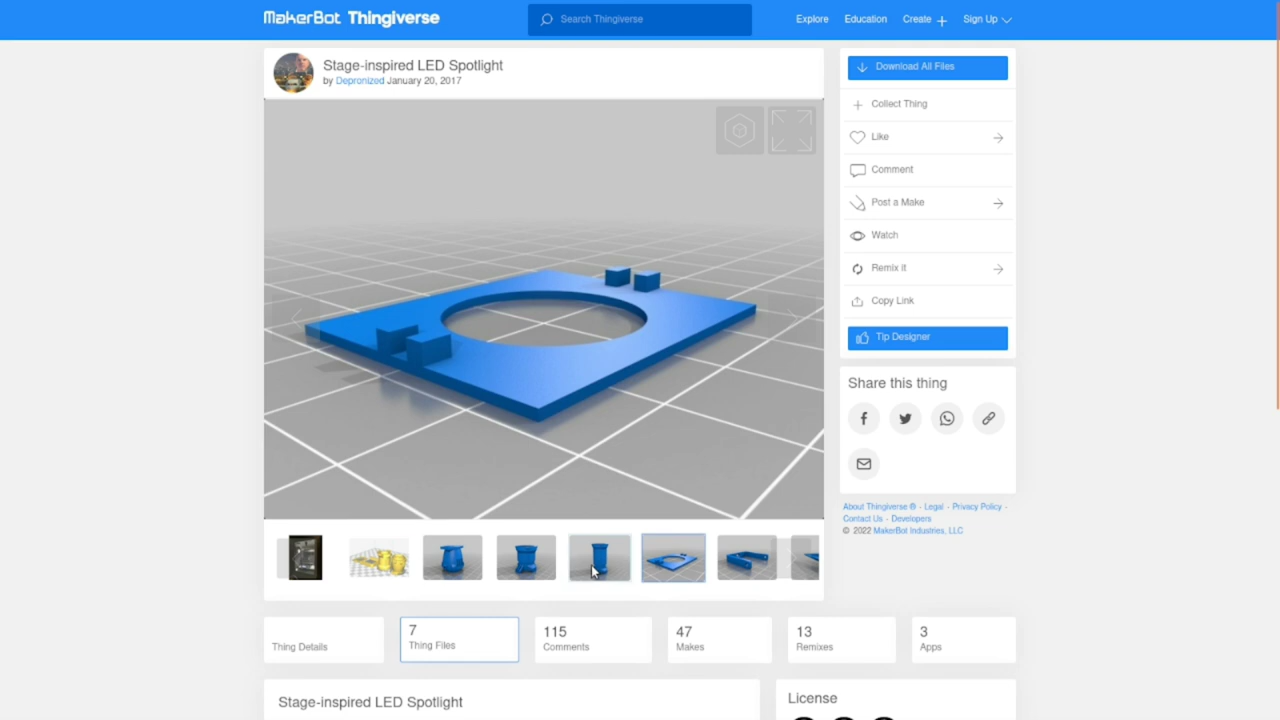 MakerBot Thingiverse
Search Thingiverse
Explore
Education
Create
Sign Up
Stage-inspired LED Spotlight
by Depronized January 20, 2017
Download All Files
Collect Thing
Like
Comment
Post a Make
Watch
Remix it
Copy Link
Tip Designer
Share this thing
About Thingiverse ® - Legal - Privacy Policy -
Contact Us - Developers
© 2022 MakerBot Industries, LLC
Thing Details
7
Thing Files
115
Comments
47
Makes
13
Remixes
3
Apps
Stage-inspired LED Spotlight
License